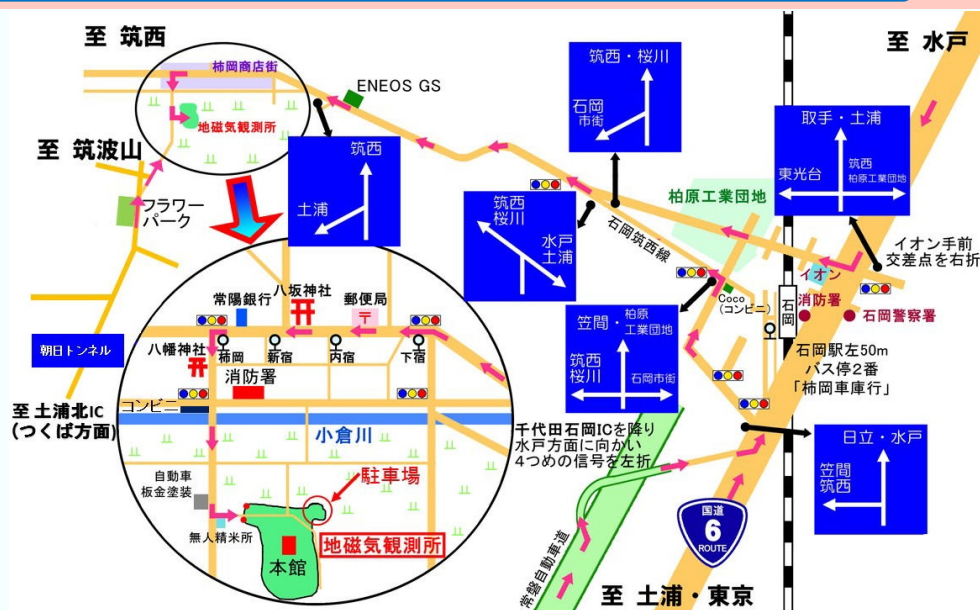 至 筑西
柿岡商店街
地磁気観測所
至 筑波山
フラワー
パーク
朝日トンネル
至 土浦北IC
(つくば方面)
ENEOS GS
筑西
土浦
筑西・桜川
石岡
市街
筑西
桜川
水戸
土浦
石岡筑西線
柏原工業団地
至 水戸
取手・土浦
東光台
筑西
柏原工業団地
イオン手前
交差点を右折
イオン
消防署
石岡警察署
石岡
Coco
(コンビニ)
笠間・柏原
工業団地
筑西
桜川
石岡市街
石岡駅左50m
バス停2番
「柿岡車庫行」
千代田石岡ICを降り
水戸方面に向かい
4つめの信号を左折
日立・水戸
笠間
筑西
国道
6
ROUTE
常磐自動車道
至 土浦・東京
常陽銀行
八坂神社
郵便局
〒
八幡神社
柿岡
新宿
内宿
下宿
消防署
コンビニ
小倉川
自動車
板金塗装
駐車場
無人精米所
地磁気観測所
本館